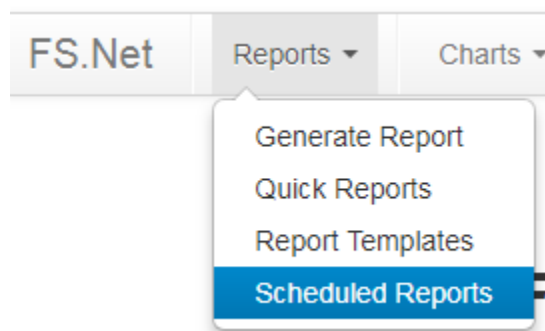 FS.Net Reports Charts
Generate Report
Quick Reports
Report Templates
Scheduled Reports